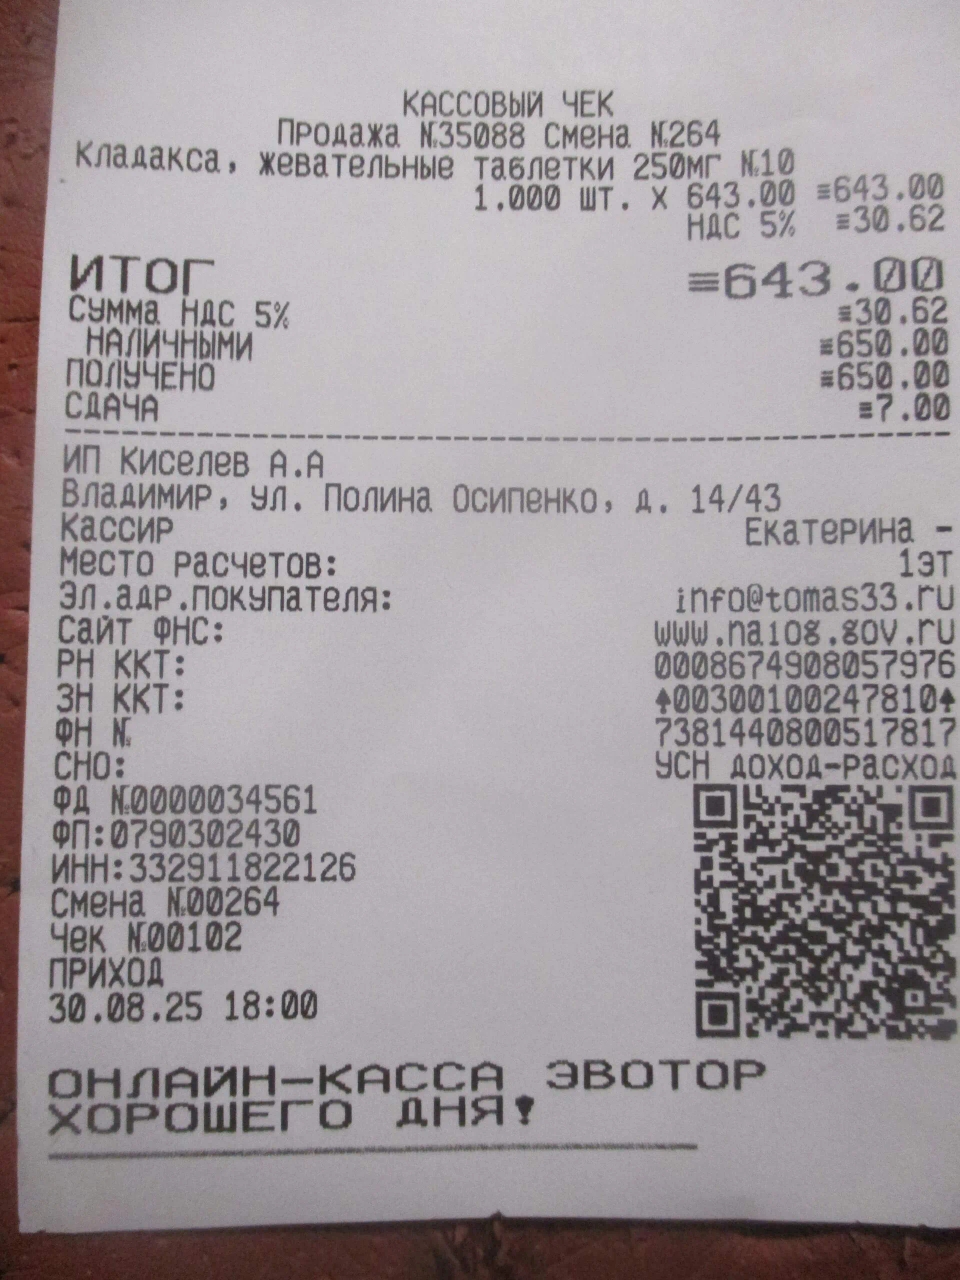 КАССОВЫЙ ЧЕК
Продажа №35088 Смена №264
Кладакса, жевательные таблетки 250мг №10
1.000 шт. X 643.00 ≡643.00
НДС 5% ≡30.62
ИТОГ ≡643.00
Сумма НДС 5% ≡30.62
НАЛИЧНЫМИ ≡650.00
ПОЛУЧЕНО ≡650.00
СДАЧА ≡7.00
ИП Киселев А.А
Владимир, ул. Полина Осипенко, д. 14/43
Кассир Екатерина -
Место расчетов: 1эт
Эл.адр.покупателя: info@tomas33.ru
Сайт ФНС: www.nalog.gov.ru
РН ККТ: 0008674908057976
ЗН ККТ: ♠00300100247810♠
ФН № 7381440800517817
СНО: УСН доход-расход
ФД №0000034561
ФП:0790302430
ИНН:332911822126
Смена №00264
Чек №00102
ПРИХОД
30.08.25 18:00
ОНЛАЙН-КАССА ЭВОТОР
ХОРОШЕГО ДНЯ!